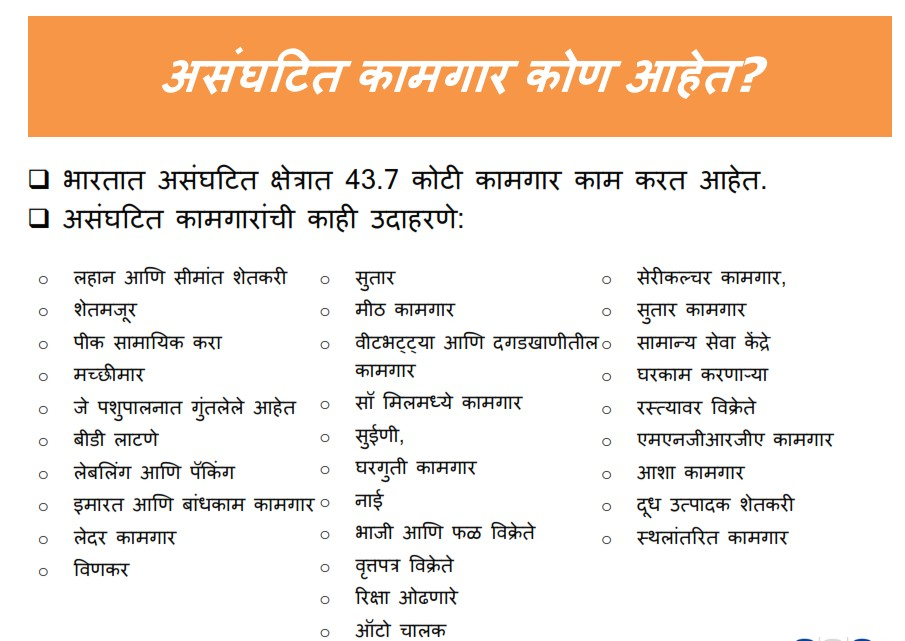 असंघटित कामगार कोण आहेत?
भारतात असंघटित क्षेत्रात 43.7 कोटी कामगार काम करत आहेत.
असंघटित कामगारांची काही उदाहरणे:
लहान आणि सीमांत शेतकरी
शेतमजूर
पीक सामायिक करा
मच्छीमार
जे पशुपालनात गुंतलेले आहेत
बीडी लाटणे
लेबलिंग आणि पॅकिंग
इमारत आणि बांधकाम कामगार
लेदर कामगार
विणकर
सुतार
मीठ कामगार
वीटभट्ट्या आणि दगडखाणीतील
कामगार
सॉ मिलमध्ये कामगार
सुईणी,
घरगुती कामगार
नाई
भाजी आणि फळ विक्रेते
वृत्तपत्र विक्रेते
रिक्षा ओढणारे
ऑटो चालक
सेरीकल्चर कामगार,
सुतार कामगार
सामान्य सेवा केंद्रे
घरकाम करणाऱ्या
रस्त्यावर विक्रेते
एमएनजीआरजीए कामगार
आशा कामगार
दूध उत्पादक शेतकरी
स्थलांतरित कामगार